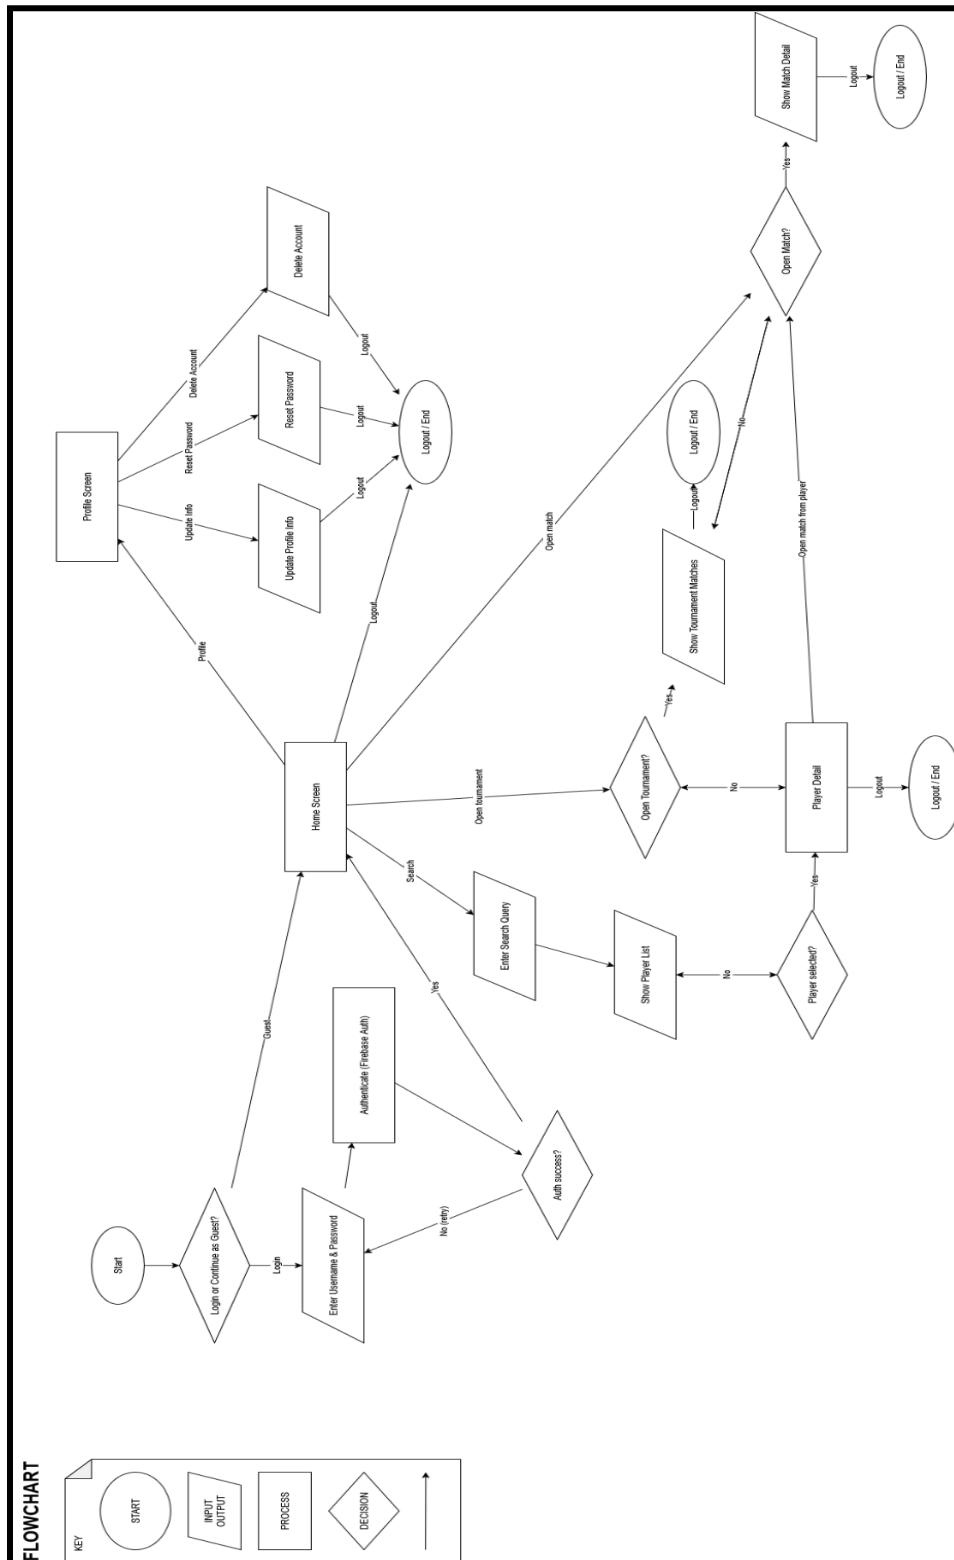 FLOWCHART
KEY
START
INPUT
OUTPUT
PROCESS
DECISION
Start
Login or Continue as Guest?
Login
Guest
Enter Username & Password
Authenticate (Firebase Auth)
Auth success?
No (retry)
Yes
Home Screen
Profile
Profile Screen
Update Info
Reset Password
Delete Account
Update Profile Info
Reset Password
Delete Account
Logout
Logout
Logout
Logout
Logout / End
Search
Enter Search Query
Show Player List
No
Player selected?
Yes
Player Detail
Logout
Logout / End
Open tournament
Open Tournament?
No
Yes
Show Tournament Matches
Logout
Logout / End
Open match
Open match from player
No
Open Match?
Yes
Show Match Detail
Logout
Logout / End